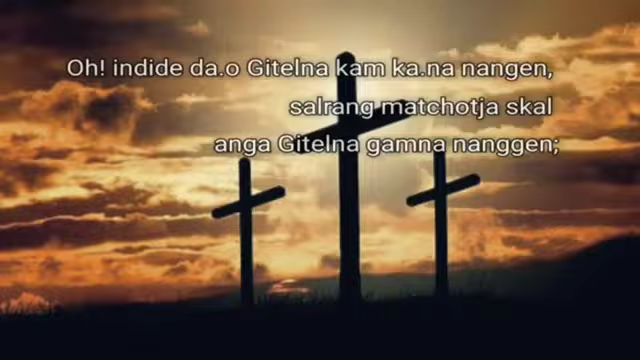 Oh! indide da.o Gitelna kam ka.na nangen,
salrang matchotja skal
anga Gitelna gamna nanggen;